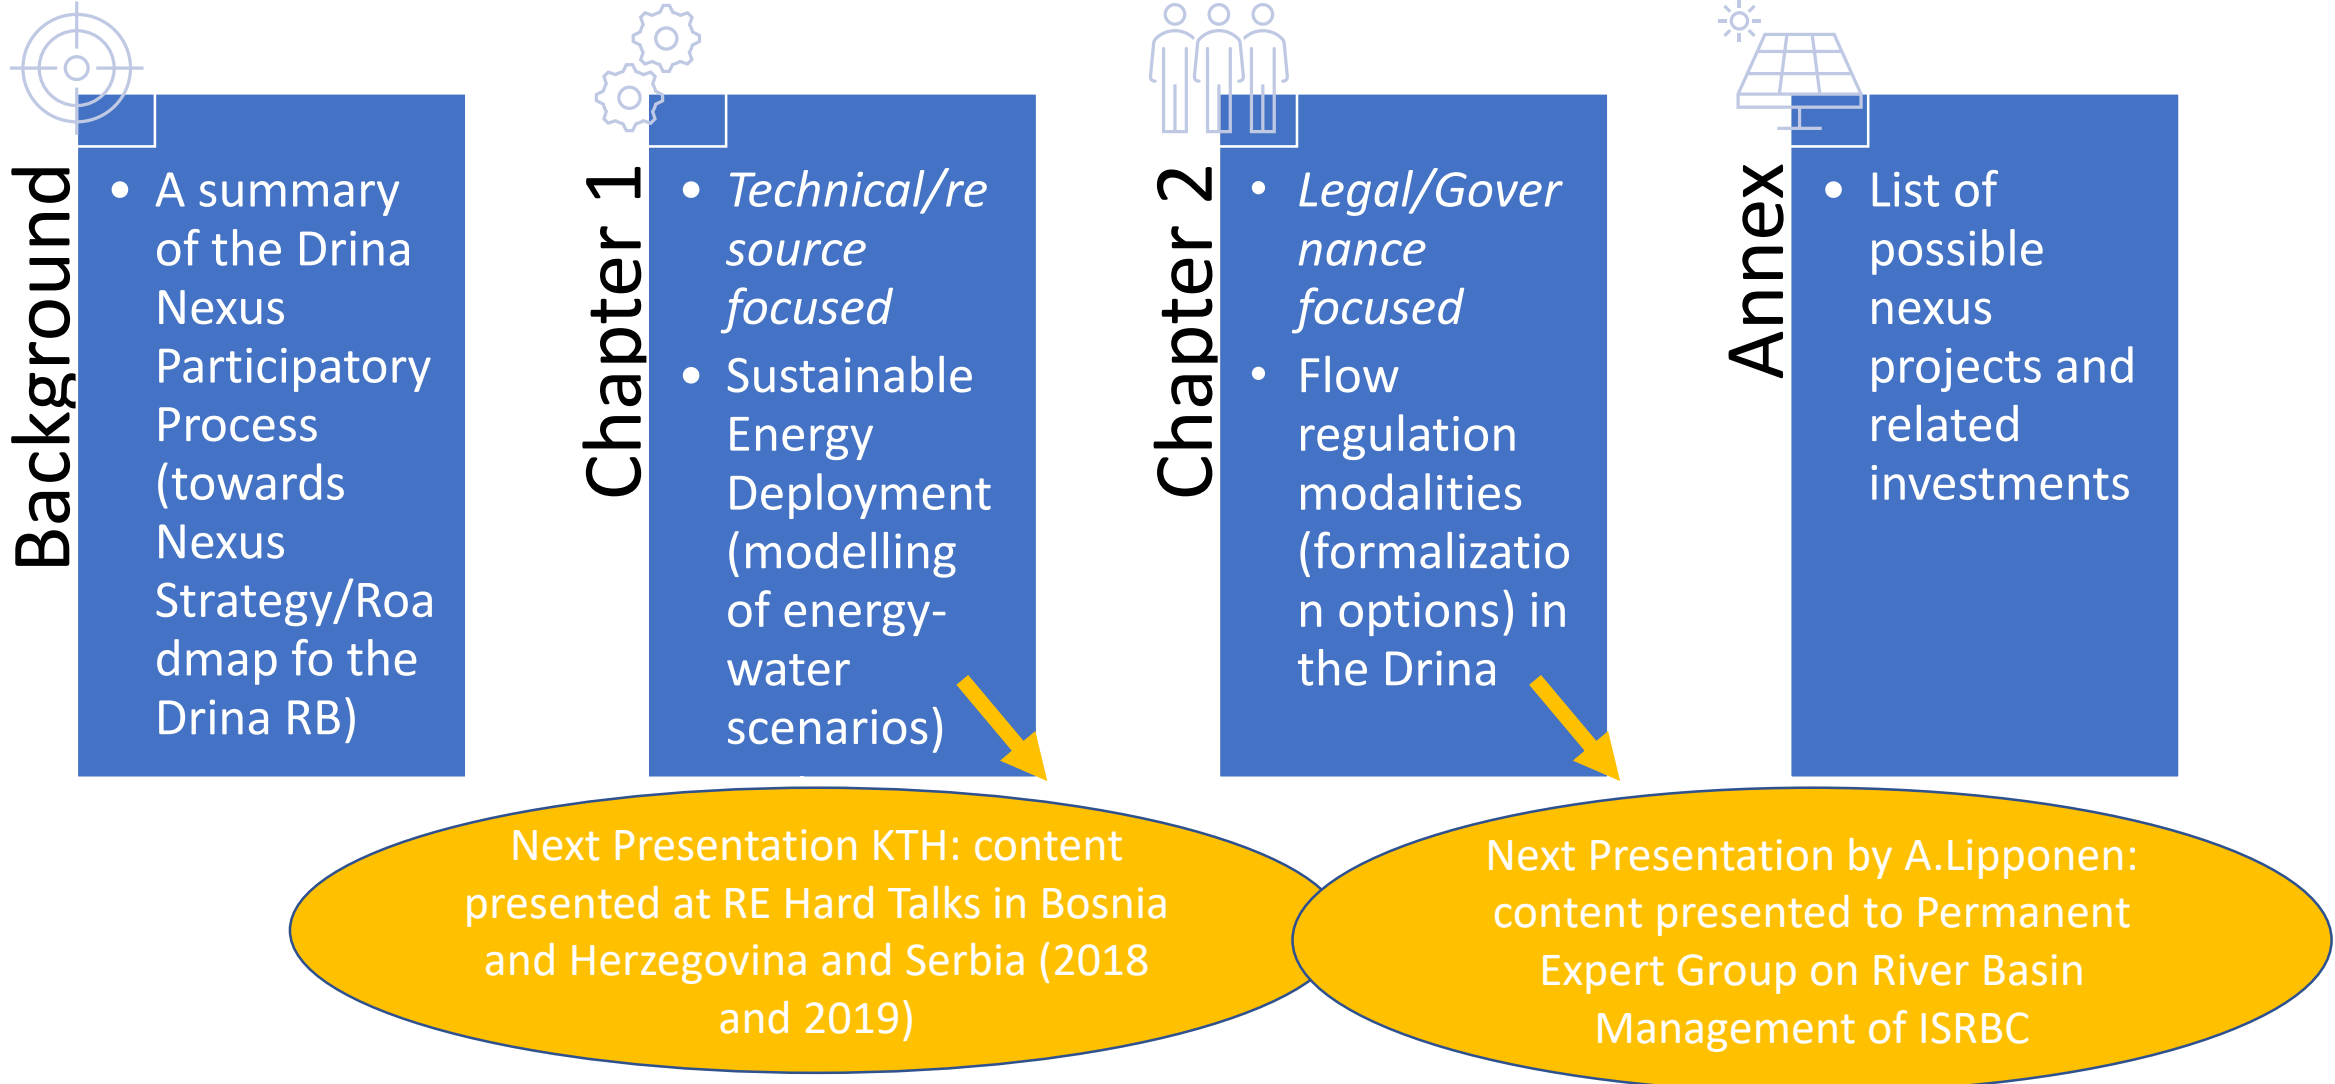 Background
• A summary
of the Drina
Nexus
Participatory
Process
(towards
Nexus
Strategy/Roa
dmap fo the
Drina RB)
Chapter 1
• Technical/re
source
focused
• Sustainable
Energy
Deployment
(modelling
of energy-
water
scenarios)
Chapter 2
• Legal/Gover
nance
focused
• Flow
regulation
modalities
(formalizatio
n options) in
the Drina
Annex
• List of
possible
nexus
projects and
related
investments
Next Presentation KTH: content
presented at RE Hard Talks in Bosnia
and Herzegovina and Serbia (2018
and 2019)
Next Presentation by A.Lipponen:
content presented to Permanent
Expert Group on River Basin
Management of ISRBC